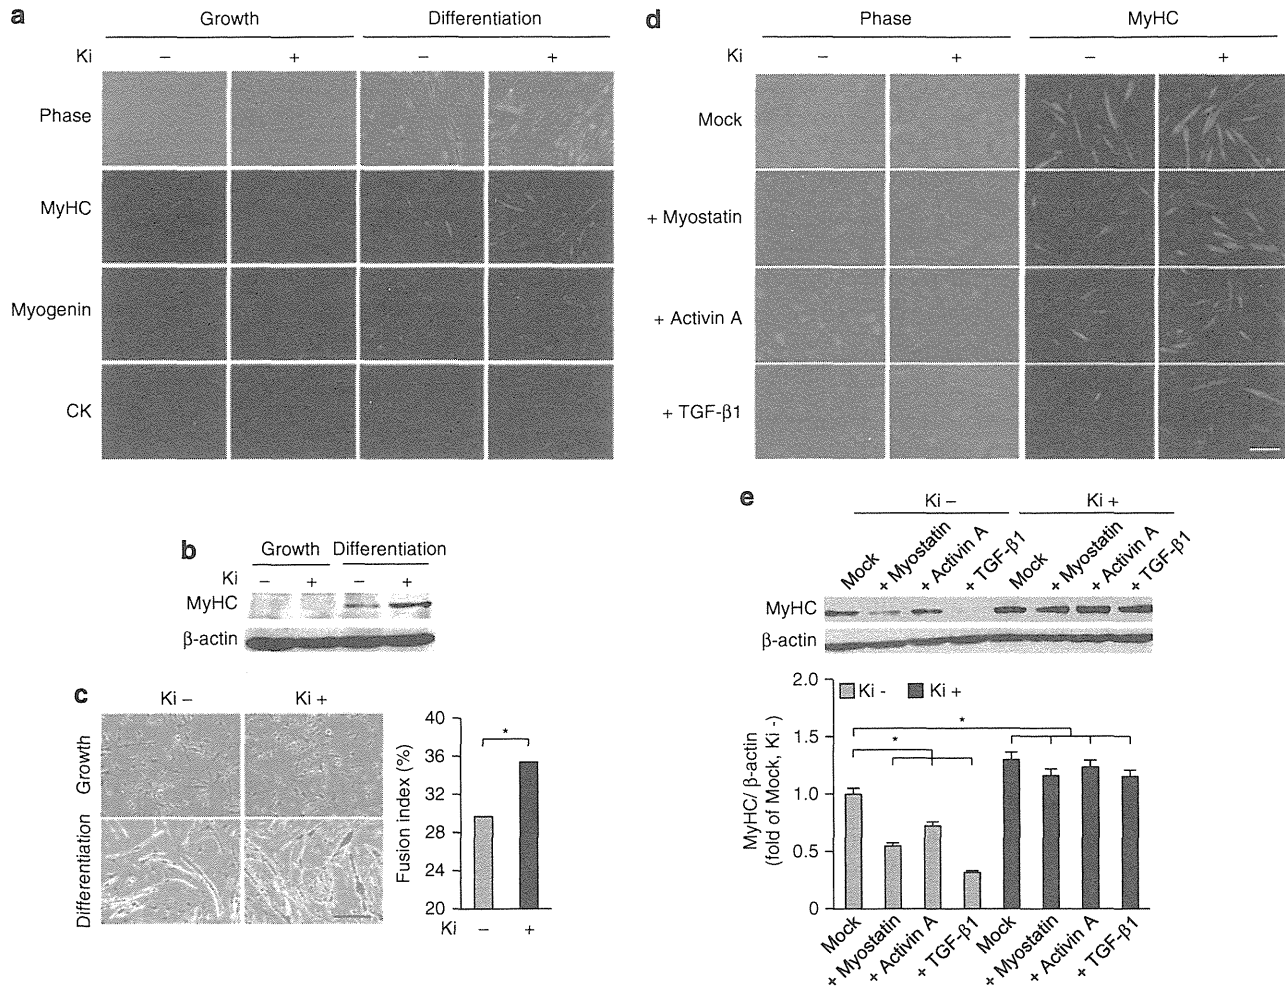 a
Growth Differentiation
Ki – + – +
Phase
MyHC
Myogenin
CK
b
Growth Differentiation
Ki – + – +
MyHC
β-actin
c
Ki – Ki +
Growth
Differentiation
Fusion index (%)
40
36
32
28
24
20
*
Ki – +
d
Phase MyHC
Ki – + – +
Mock
+ Myostatin
+ Activin A
+ TGF-β1
e
Ki – Ki +
Mock + Myostatin + Activin A + TGF-β1 Mock + Myostatin + Activin A + TGF-β1
MyHC
β-actin
MyHC/ β-actin
(fold of Mock, Ki -)
2.0
1.5
1.0
0.5
0
Ki - Ki +
*
*
Mock + Myostatin + Activin A + TGF-β1 Mock + Myostatin + Activin A + TGF-β1